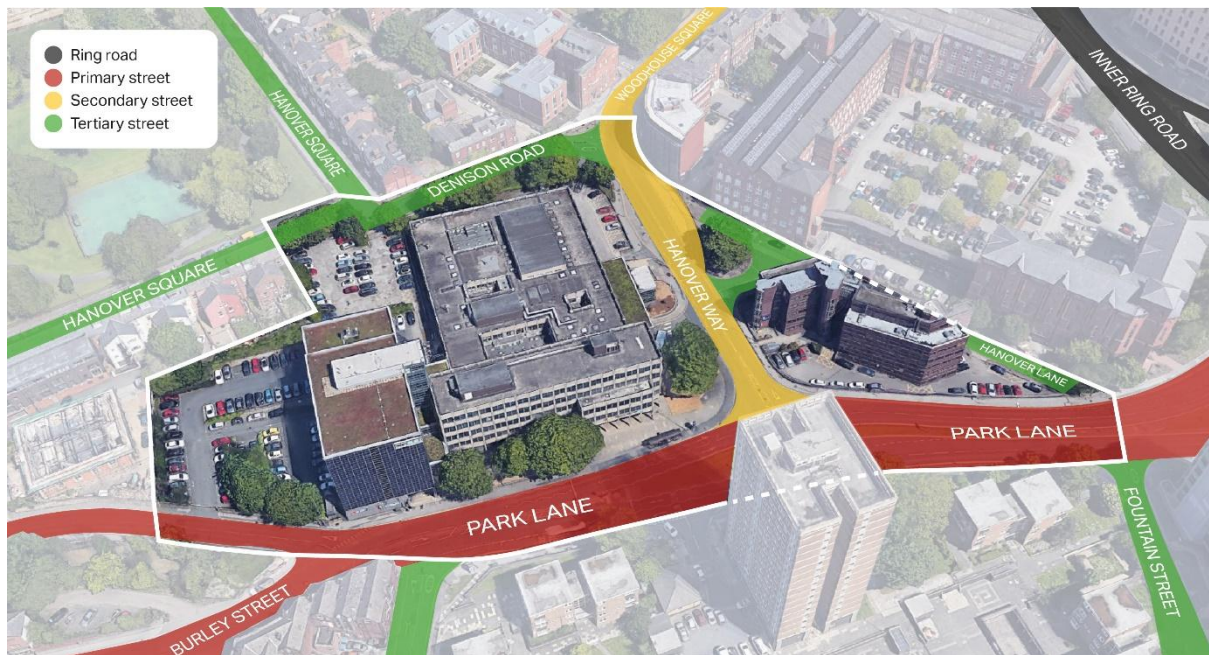 Ring road
Primary street
Secondary street
Tertiary street
HANOVER SQUARE
WOODHOUSE SQUARE
INNER RING ROAD
DENISON ROAD
HANOVER SQUARE
HANOVER WAY
HANOVER LANE
PARK LANE
PARK LANE
FOUNTAIN STREET
BURLEY STREET